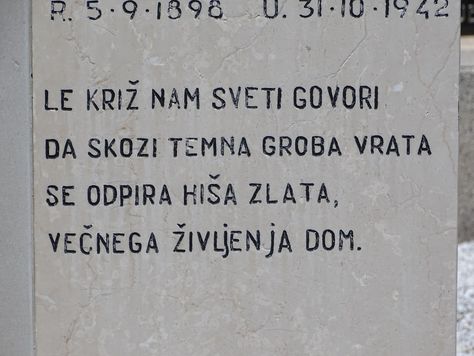 R. 5·9·1898 U. 31·10·1942
LE KRIŽ NAM SVETI GOVORI
DA SKOZI TEMNA GROBA VRATA
SE ODPIRA HIŠA ZLATA,
VEČNEGA ŽIVLjENjA DOM.